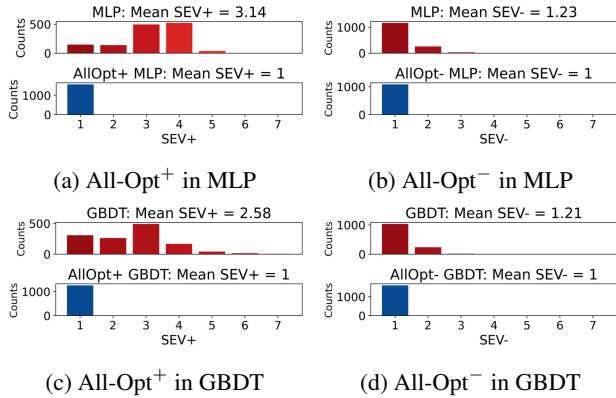 MLP: Mean SEV+ = 3.14
Counts
500
0
AllOpt+ MLP: Mean SEV+ = 1
Counts
1000
0
1 2 3 4 5 6 7
SEV+
(a) All-Opt⁺ in MLP
MLP: Mean SEV- = 1.23
Counts
1000
0
AllOpt- MLP: Mean SEV- = 1
Counts
1000
0
1 2 3 4 5 6 7
SEV-
(b) All-Opt⁻ in MLP
GBDT: Mean SEV+ = 2.58
Counts
500
0
AllOpt+ GBDT: Mean SEV+ = 1
Counts
1000
0
1 2 3 4 5 6 7
SEV+
(c) All-Opt⁺ in GBDT
GBDT: Mean SEV- = 1.21
Counts
1000
0
AllOpt- GBDT: Mean SEV- = 1
Counts
1000
0
1 2 3 4 5 6 7
SEV-
(d) All-Opt⁻ in GBDT